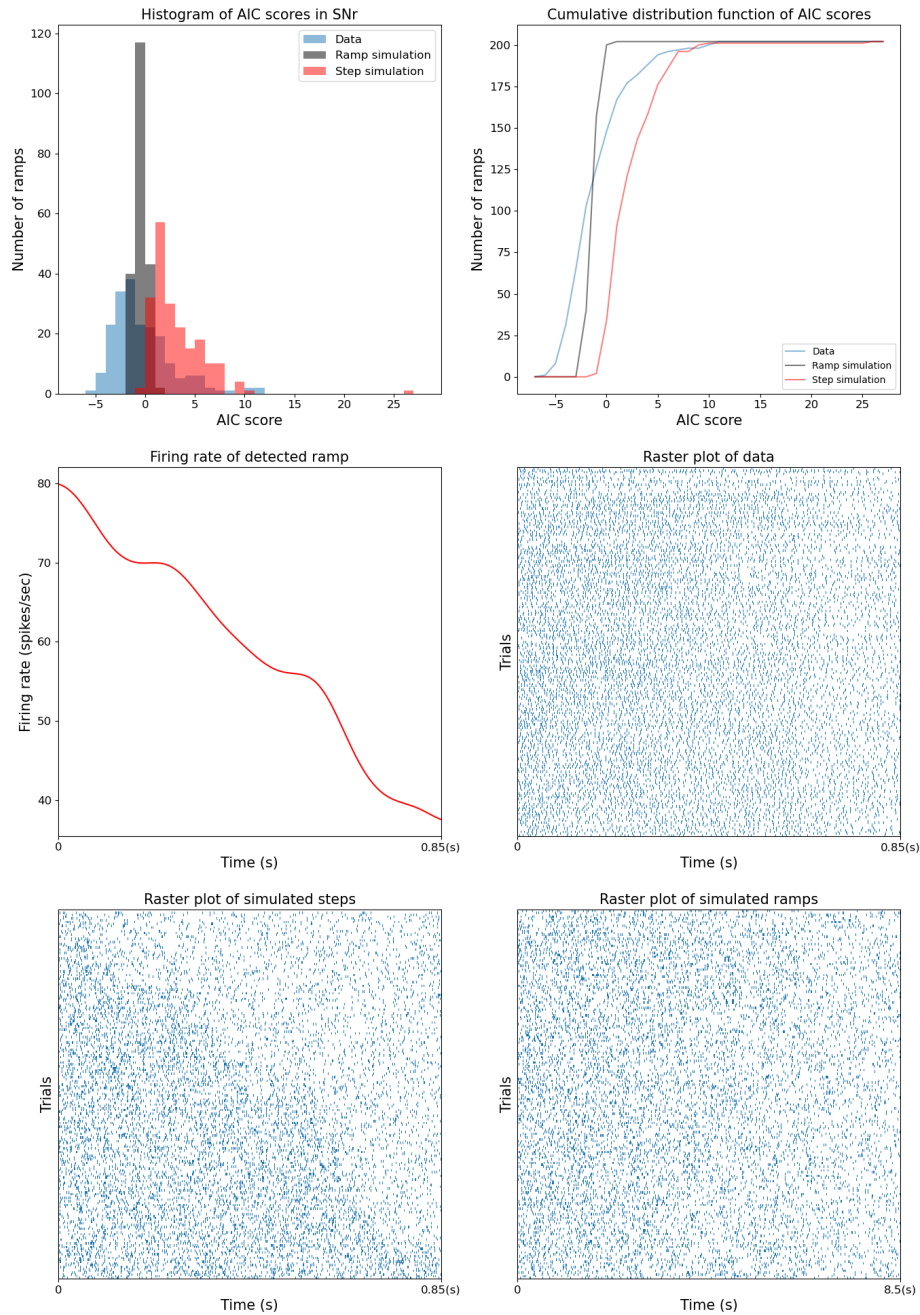 Histogram of AIC scores in SNr
Number of ramps
120
100
80
60
40
20
0
Data
Ramp simulation
Step simulation
−5 0 5 10 15 20 25
AIC score
Cumulative distribution function of AIC scores
Number of ramps
200
175
150
125
100
75
50
25
0
Data
Ramp simulation
Step simulation
−5 0 5 10 15 20 25
AIC score
Firing rate of detected ramp
Firing rate (spikes/sec)
80
70
60
50
40
0 0.85(s)
Time (s)
Raster plot of data
Trials
0 0.85(s)
Time (s)
Raster plot of simulated steps
Trials
0 0.85(s)
Time (s)
Raster plot of simulated ramps
Trials
0 8.5(s)
Time (s)